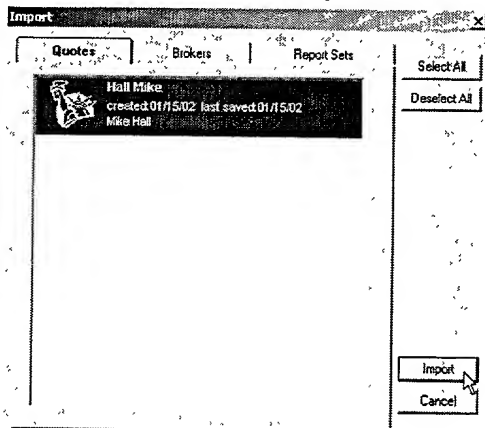 Import
Quotes Brokers Report Sets
Select All
Deselect All
Hall Mike
created:01/15/02 last saved:01/15/02
Mike Hall
Import
Cancel